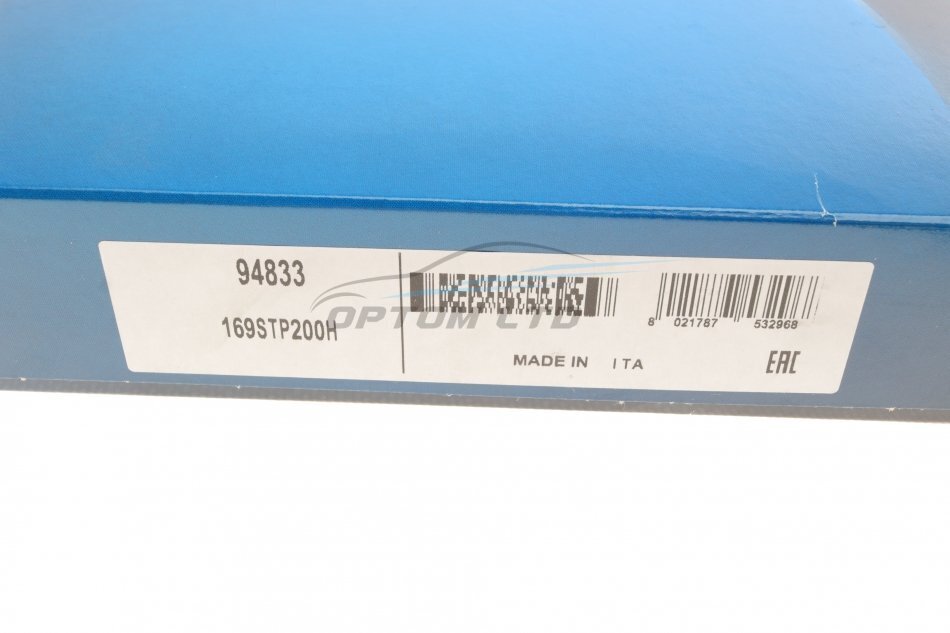 94833
169STP200H
OPTOM LTD
8 021787 532968
MADE IN ITA
EAC